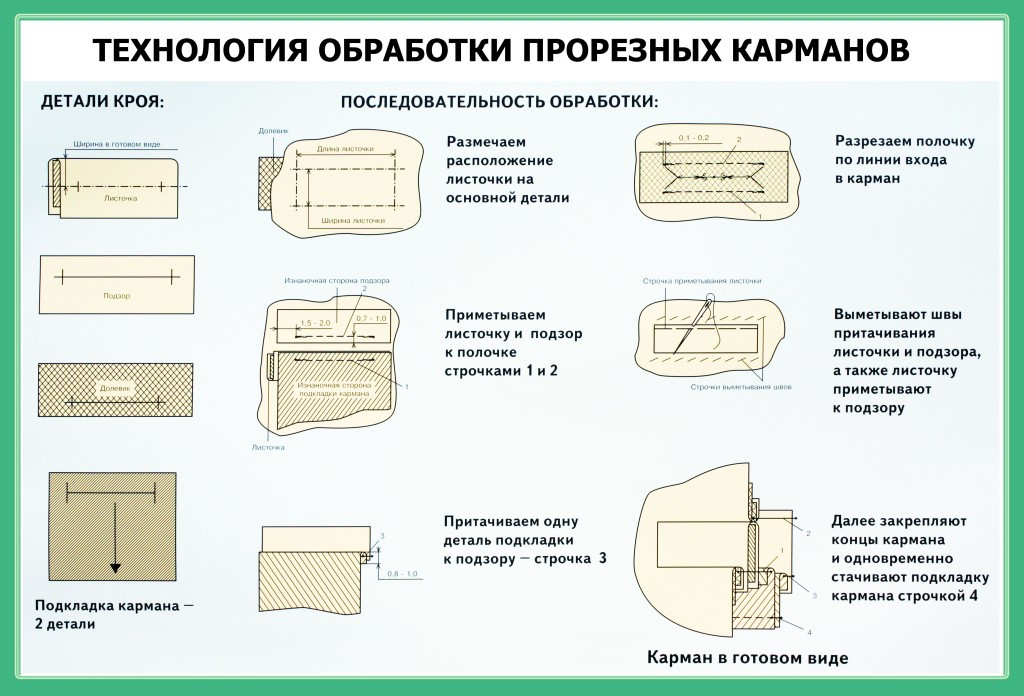 ТЕХНОЛОГИЯ ОБРАБОТКИ ПРОРЕЗНЫХ КАРМАНОВ
ДЕТАЛИ КРОЯ:
Ширина в готовом виде
Листочка
Подзор
Долевик
Подкладка кармана –
2 детали
ПОСЛЕДОВАТЕЛЬНОСТЬ ОБРАБОТКИ:
Долевик
Длина листочки
Ширина листочки
Размечаем
расположение
листочки на
основной детали
Изнаночная сторона подзора
2
1,5 - 2,0
0,7 - 1,0
Изнаночная сторона
подкладки кармана
1
Листочка
Приметываем
листочку и подзор
к полочке
строчками 1 и 2
3
0,8 - 1,0
Притачиваем одну
деталь подкладки
к подзору – строчка 3
0,1 - 0,2
2
1
Разрезаем полочку
по линии входа
в карман
Строчка приметывания листочки
Строчки выметывания швов
Выметывают швы
притачивания
листочки и подзора,
а также листочку
приметывают
к подзору
2
1
3
4
Далее закрепляют
концы кармана
и одновременно
стачивают подкладку
кармана строчкой 4
Карман в готовом виде